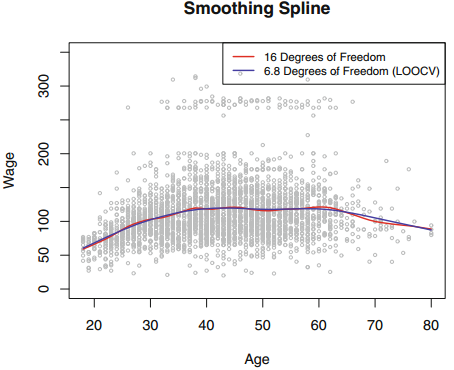 Smoothing Spline
16 Degrees of Freedom
6.8 Degrees of Freedom (LOOCV)
Wage
300
200
100
50
0
20 30 40 50 60 70 80
Age